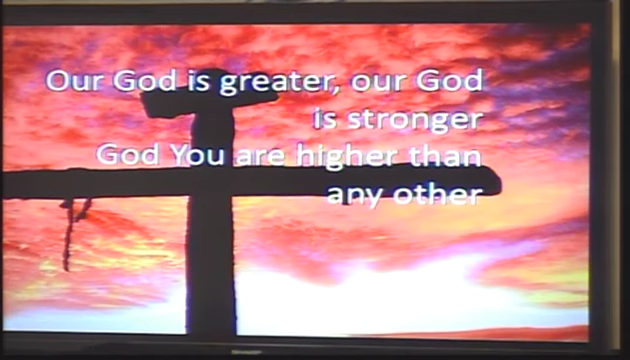 Our God is greater, our God
is stronger
God You are higher than
any other